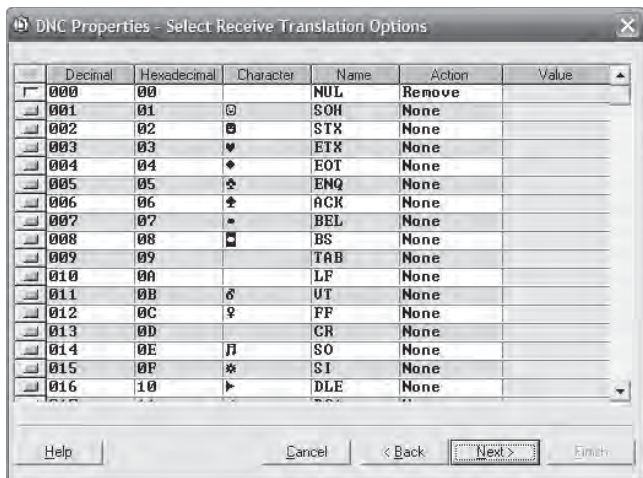 DNC Properties - Select Receive Translation Options
Decimal Hexadecimal Character Name Action Value
000 00 NUL Remove
001 01 ☺ SOH None
002 02 ☻ STX None
003 03 ♥ ETX None
004 04 ♦ EOT None
005 05 ♣ ENQ None
006 06 ♠ ACK None
007 07 • BEL None
008 08 ◘ BS None
009 09 TAB None
010 0A LF None
011 0B ♂ VT None
012 0C ♀ FF None
013 0D CR None
014 0E ♫ SO None
015 0F ☼ SI None
016 10 ► DLE None
Help Cancel < Back Next > Finish